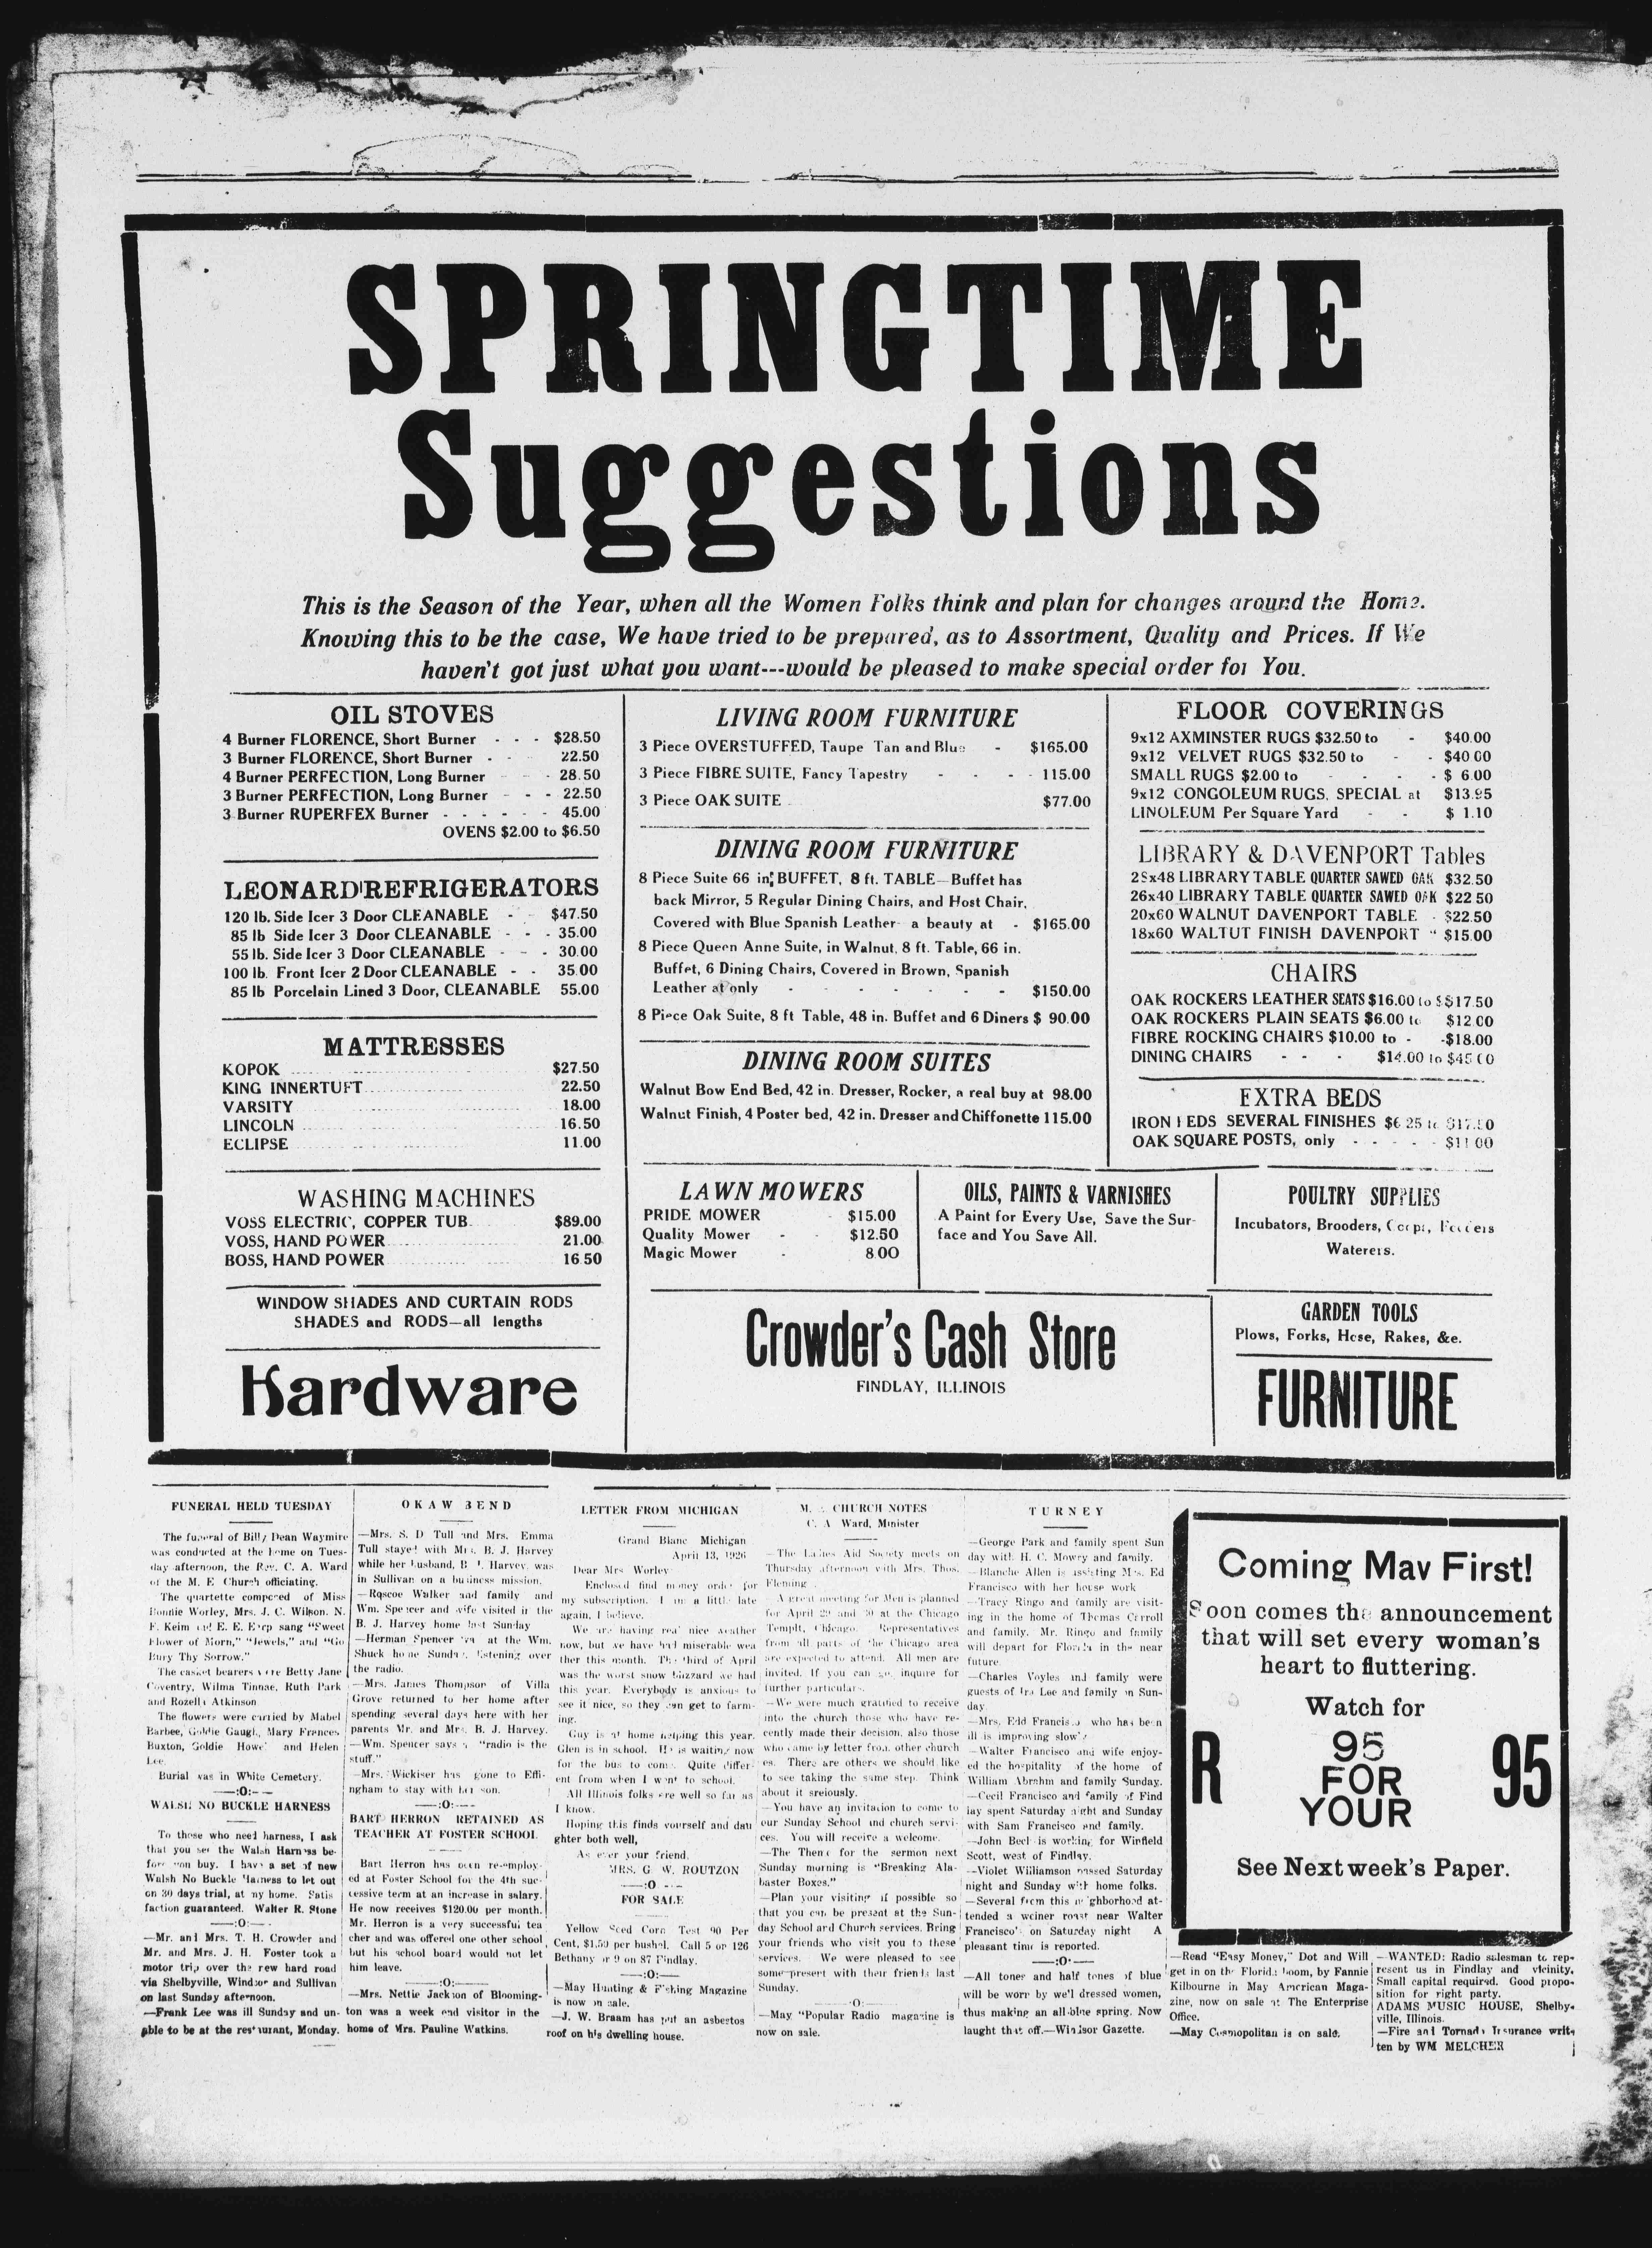 SPRINGTIME
Suggestions
This is the Season of the Year, when all the Women Folks think and plan for changes around the Home.
Knowing this to be the case, We have tried to be prepared, as to Assortment, Quality and Prices. If We
haven't got just what you want---would be pleased to make special order for You.
OIL STOVES
4 Burner FLORENCE, Short Burner - - - $28.50
3 Burner FLORENCE, Short Burner - - 22.50
4 Burner PERFECTION, Long Burner - - - 28.50
3 Burner PERFECTION, Long Burner - - - 22.50
3 Burner RUPERFEX Burner - - - - - - 45.00
OVENS $2.00 to $6.50
LEONARD REFRIGERATORS
120 lb. Side Icer 3 Door CLEANABLE - - $47.50
85 lb Side Icer 3 Door CLEANABLE - - - 35.00
55 lb. Side Icer 3 Door CLEANABLE - - - 30.00
100 lb. Front Icer 2 Door CLEANABLE - - 35.00
85 lb Porcelain Lined 3 Door, CLEANABLE 55.00
MATTRESSES
KOPOK $27.50
KING INNERTUFT 22.50
VARSITY 18.00
LINCOLN 16.50
ECLIPSE 11.00
WASHING MACHINES
VOSS ELECTRIC, COPPER TUB $89.00
VOSS, HAND POWER 21.00
BOSS, HAND POWER 16.50
WINDOW SHADES AND CURTAIN RODS
SHADES and RODS—all lengths
Hardware
LIVING ROOM FURNITURE
3 Piece OVERSTUFFED, Taupe Tan and Blue - $165.00
3 Piece FIBRE SUITE, Fancy Tapestry - - - - 115.00
3 Piece OAK SUITE $77.00
DINING ROOM FURNITURE
8 Piece Suite 66 in. BUFFET, 8 ft. TABLE—Buffet has
back Mirror, 5 Regular Dining Chairs, and Host Chair,
Covered with Blue Spanish Leather- a beauty at - $165.00
8 Piece Queen Anne Suite, in Walnut, 8 ft. Table, 66 in.
Buffet, 6 Dining Chairs, Covered in Brown, Spanish
Leather at only - - - - - - - $150.00
8 Piece Oak Suite, 8 ft Table, 48 in. Buffet and 6 Diners $ 90.00
DINING ROOM SUITES
Walnut Bow End Bed, 42 in. Dresser, Rocker, a real buy at 98.00
Walnut Finish, 4 Poster bed, 42 in. Dresser and Chiffonette 115.00
FLOOR COVERINGS
9x12 AXMINSTER RUGS $32.50 to - $40.00
9x12 VELVET RUGS $32.50 to - - $40 00
SMALL RUGS $2.00 to - - - - $ 6.00
9x12 CONGOLEUM RUGS, SPECIAL at $13.95
LINOLEUM Per Square Yard - - $ 1.10
LIBRARY & DAVENPORT Tables
28x48 LIBRARY TABLE QUARTER SAWED OAK $32.50
26x40 LIBRARY TABLE QUARTER SAWED OAK $22 50
20x60 WALNUT DAVENPORT TABLE - $22.50
18x60 WALTUT FINISH DAVENPORT " $15.00
CHAIRS
OAK ROCKERS LEATHER SEATS $16.00 to $$17.50
OAK ROCKERS PLAIN SEATS $6.00 to $12.00
FIBRE ROCKING CHAIRS $10.00 to - -$18.00
DINING CHAIRS - - - $14.00 to $45 00
EXTRA BEDS
IRON BEDS SEVERAL FINISHES $6 25 to $17.50
OAK SQUARE POSTS, only - - - - - $11 00
LAWN MOWERS
PRIDE MOWER - $15.00
Quality Mower - - $12.50
Magic Mower - 8.00
OILS, PAINTS & VARNISHES
A Paint for Every Use, Save the Sur-
face and You Save All.
POULTRY SUPPLIES
Incubators, Brooders, Coops, Feeders
Waterers.
Crowder's Cash Store
FINDLAY, ILLINOIS
GARDEN TOOLS
Plows, Forks, Hose, Rakes, &e.
FURNITURE
FUNERAL HELD TUESDAY
The funeral of Billy Dean Waymire
was conducted at the home on Tues-
day afternoon, the Rev. C. A. Ward
of the M. E Church officiating.
The quartette composed of Miss
Bonnie Worley, Mrs. J. C. Wilson. N.
F. Keim and E. E. Earp sang "Sweet
Flower of Morn," "Jewels," and "Go
Bury Thy Sorrow."
The casket bearers were Betty Jane
Coventry, Wilma Tinnae, Ruth Park
and Rozella Atkinson
The flowers were carried by Mabel
Barbee, Goldie Gaugh, Mary Frances
Buxton, Goldie Howe and Helen
Lee.
Burial was in White Cemetery.
—:O:—
WALSH NO BUCKLE HARNESS
To those who need harness, I ask
that you see the Walsh Harness be-
fore you buy. I have a set of new
Walsh No Buckle Harness to let out
on 30 days trial, at my home. Satis
faction guaranteed. Walter R. Stone
—:O:—
—Mr. and Mrs. T. H. Crowder and
Mr. and Mrs. J. H. Foster took a
motor trip over the new hard road
via Shelbyville, Windsor and Sullivan
on last Sunday afternoon.
—Frank Lee was ill Sunday and un-
able to be at the restaurant, Monday.
OKAW BEND
—Mrs. S. D Tull and Mrs. Emma
Tull stayed with Mrs. B. J. Harvey
while her husband, B. J. Harvey, was
in Sullivan on a business mission.
—Roscoe Walker and family and
Wm. Spencer and wife visited in the
B. J. Harvey home last Sunday
—Herman Spencer was at the Wm.
Shuck home Sunday, listening over
the radio.
—Mrs. James Thompson of Villa
Grove returned to her home after
spending several days here with her
parents Mr. and Mrs. B. J. Harvey.
—Wm. Spencer says a "radio is the
stuff."
—Mrs. Wickiser has gone to Effi-
ngham to stay with her son.
—:O:—
BART HERRON RETAINED AS
TEACHER AT FOSTER SCHOOL
Bart Herron has been re-employ-
ed at Foster School for the 4th suc-
cessive term at an increase in salary.
He now receives $120.00 per month.
Mr. Herron is a very successful tea
cher and was offered one other school
but his school board would not let
him leave.
—:O:—
—Mrs. Nettie Jackson of Blooming-
ton was a week end visitor in the
home of Mrs. Pauline Watkins.
LETTER FROM MICHIGAN
Grand Blanc Michigan
April 13, 1926
Dear Mrs Worley
Enclosed find money order for
my subscription. I am a little late
again, I believe.
We are having real nice weather
now, but we have had miserable wea
ther this month. The third of April
was the worst snow blzzard we had
this year. Everybody is anxious to
see it nice, so they can get to farm-
ing.
Guy is at home helping this year.
Glen is in school. He is waiting now
for the bus to come. Quite differ-
ent from when I went to school.
All Illinois folks are well so far as
I know.
Hoping this finds yourself and dau
ghter both well,
As ever your friend.
MRS. G. W. ROUTZON
—:O—
FOR SALE
Yellow Seed Corn Test 90 Per
Cent, $1.50 per bushel. Call 5 or 126
Bethany or 9 on 87 Findlay.
—:O:—
—May Hunting & Fishing Magazine
is now on sale.
—J. W. Braam has put an asbestos
roof on his dwelling house.
M. E. CHURCH NOTES
C. A Ward, Minister
—The Ladies Aid Society meets on
Thursday afternoon with Mrs. Thos.
Fleming
A great meeting for Men is planned
for April 29 and 30 at the Chicago
Templt, Chicago. Representatives
from all parts of the Chicago area
are expected to attend. All men are
invited. If you can go, inquire for
further particulars.
—We were much gratified to receive
into the church those who have re-
cently made their decision, also those
who came by letter from other church
es. There are others we should like
to see taking the same step. Think
about it sreiously.
—You have an invitation to come to
our Sunday School and church servi-
ces. You will receive a welcome.
—The Theme for the sermon next
Sunday morning is "Breaking Ala-
baster Boxes."
—Plan your visiting if possible so
that you can be present at the Sun-
day School and Church services. Bring
your friends who visit you to these
services. We were pleased to see
some present with their friends last
Sunday.
:O:—
—May "Popular Radio magazine is
now on sale.
TURNEY
—George Park and family spent Sun
day with H. C. Mowry and family.
—Blanche Allen is assisting Mrs. Ed
Francisco with her house work
—Tracy Ringo and family are visit-
ing in the home of Thomas Carroll
and family. Mr. Ringo and family
will depart for Florida in the near
future.
—Charles Voyles and family were
guests of Ira Lee and family on Sun-
day.
—Mrs. Edd Francisco who has been
ill is improving slowly
—Walter Francisco and wife enjoy-
ed the hospitality of the home of
William Abrahm and family Sunday.
—Cecil Francisco and family of Find
lay spent Saturday night and Sunday
with Sam Francisco and family.
—John Beel is working for Winfield
Scott, west of Findlay.
—Violet Williamson passed Saturday
night and Sunday with home folks.
—Several from this neighborhood at-
tended a weiner roast near Walter
Francisco's on Saturday night A
pleasant time is reported.
—:O:—
—All tones and half tones of blue
will be worn by we'l dressed women,
thus making an all-blue spring. Now
laught that off.—Windsor Gazette.
Coming May First!
Soon comes the announcement
that will set every woman's
heart to fluttering.
Watch for
R 95 FOR YOUR 95
See Next week's Paper.
—Read "Easy Money," Dot and Will
get in on the Florida boom, by Fannie
Kilbourne in May American Maga-
zine, now on sale at The Enterprise
Office.
—May Cosmopolitan is on sale.
— WANTED: Radio salesman to rep-
resent us in Findlay and vicinity.
Small capital required. Good propo-
sition for right party.
ADAMS MUSIC HOUSE, Shelby-
ville, Illinois.
—Fire and Tornado Insurance writ-
ten by WM MELCHER